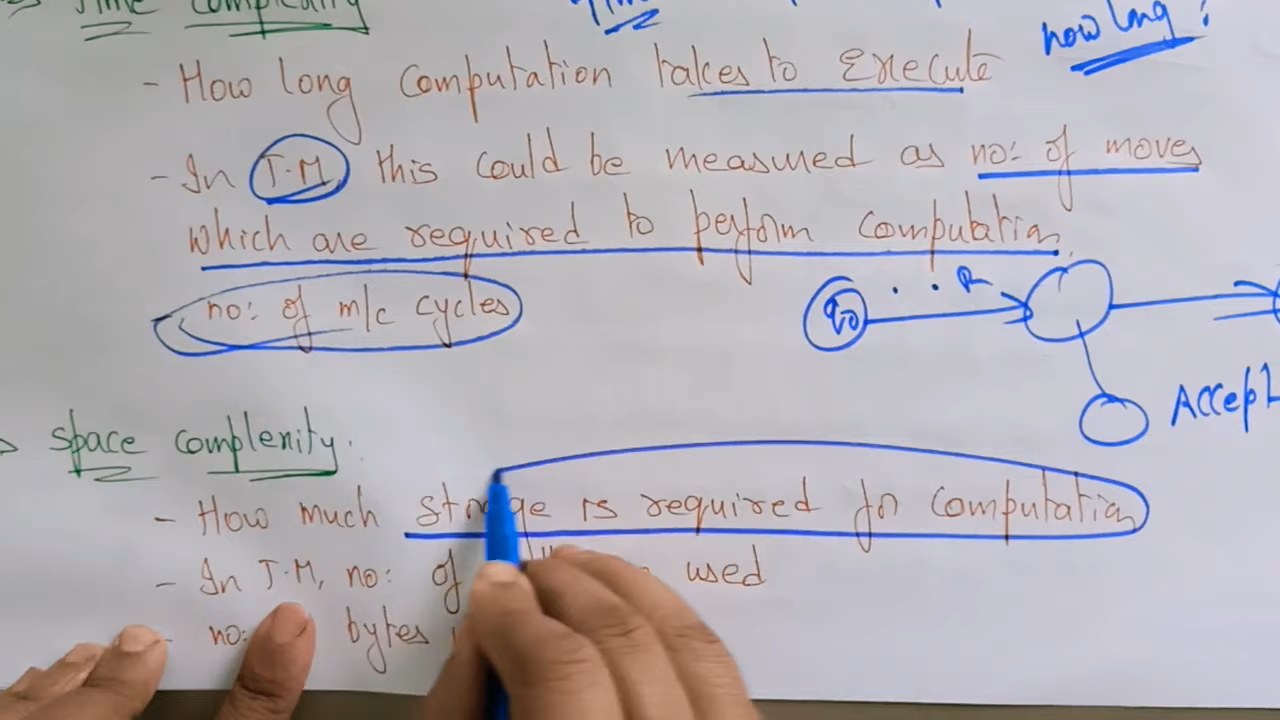 Time Complexity
Time
how long?
- How long Computation takes to Execute
- In T.M this could be measured as no: of moves
which are required to perform Computation.
no: of m/c cycles
q0 . . R
Accept
Space Complexity.
- How much storage is required for Computation
- In T.M, no: of used
- no: bytes